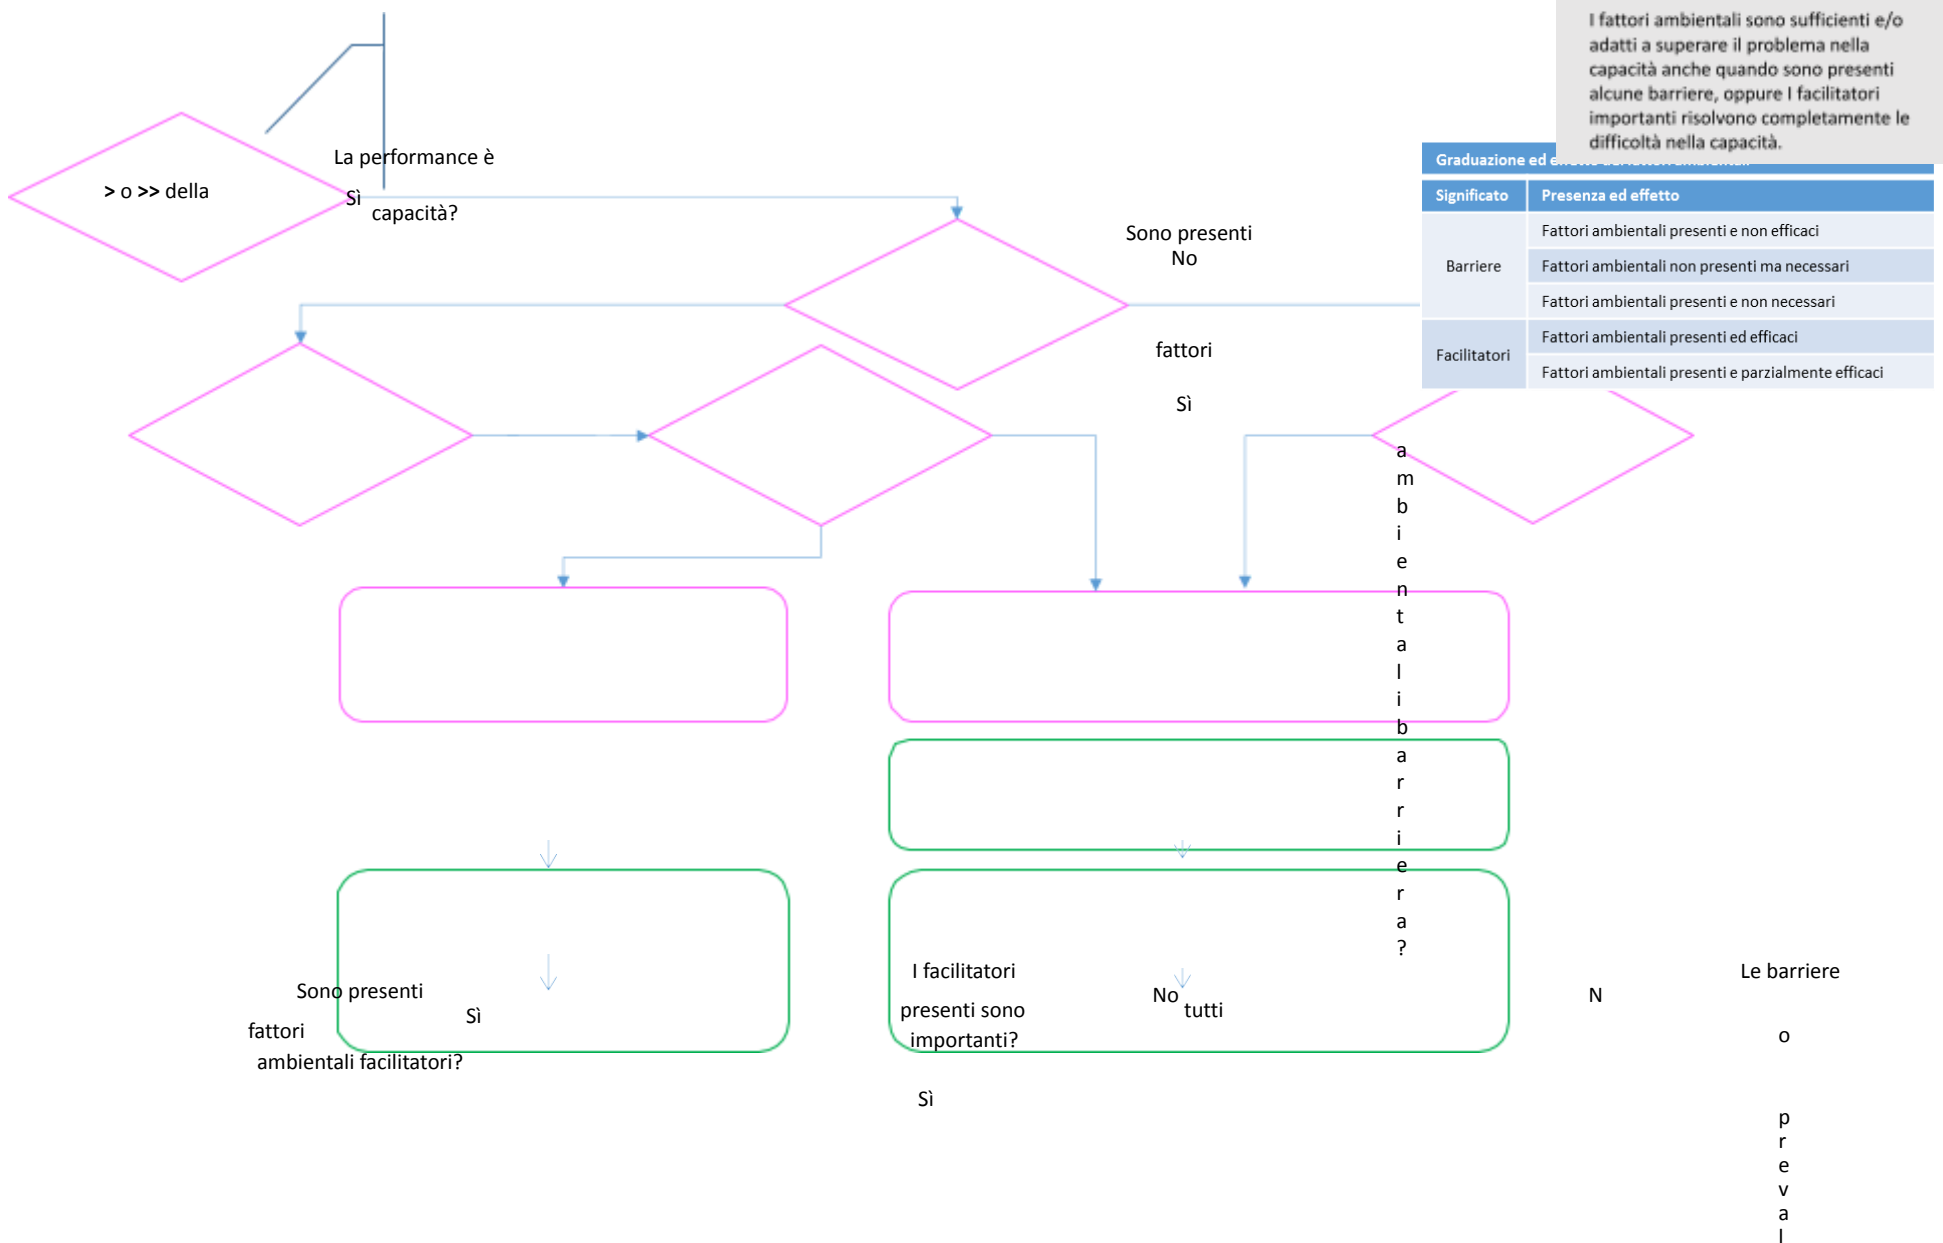 I fattori ambientali sono sufficienti e/o
adatti a superare il problema nella
capacità anche quando sono presenti
alcune barriere, oppure I facilitatori
importanti risolvono completamente le
difficoltà nella capacità.
La performance è
> o >> della
Sì
capacità?
Graduazione ed
Significato Presenza ed effetto
Barriere
Fattori ambientali presenti e non efficaci
Fattori ambientali non presenti ma necessari
Fattori ambientali presenti e non necessari
Facilitatori
Fattori ambientali presenti ed efficaci
Fattori ambientali presenti e parzialmente efficaci
Sono presenti
No
fattori
Sì
a
m
b
i
e
n
t
a
l
i
b
a
r
r
i
e
r
a
?
Sono presenti
Sì
fattori
ambientali facilitatori?
I facilitatori
presenti sono
importanti?
No
tutti
Sì
N
Le barriere
o
p
r
e
v
a
l